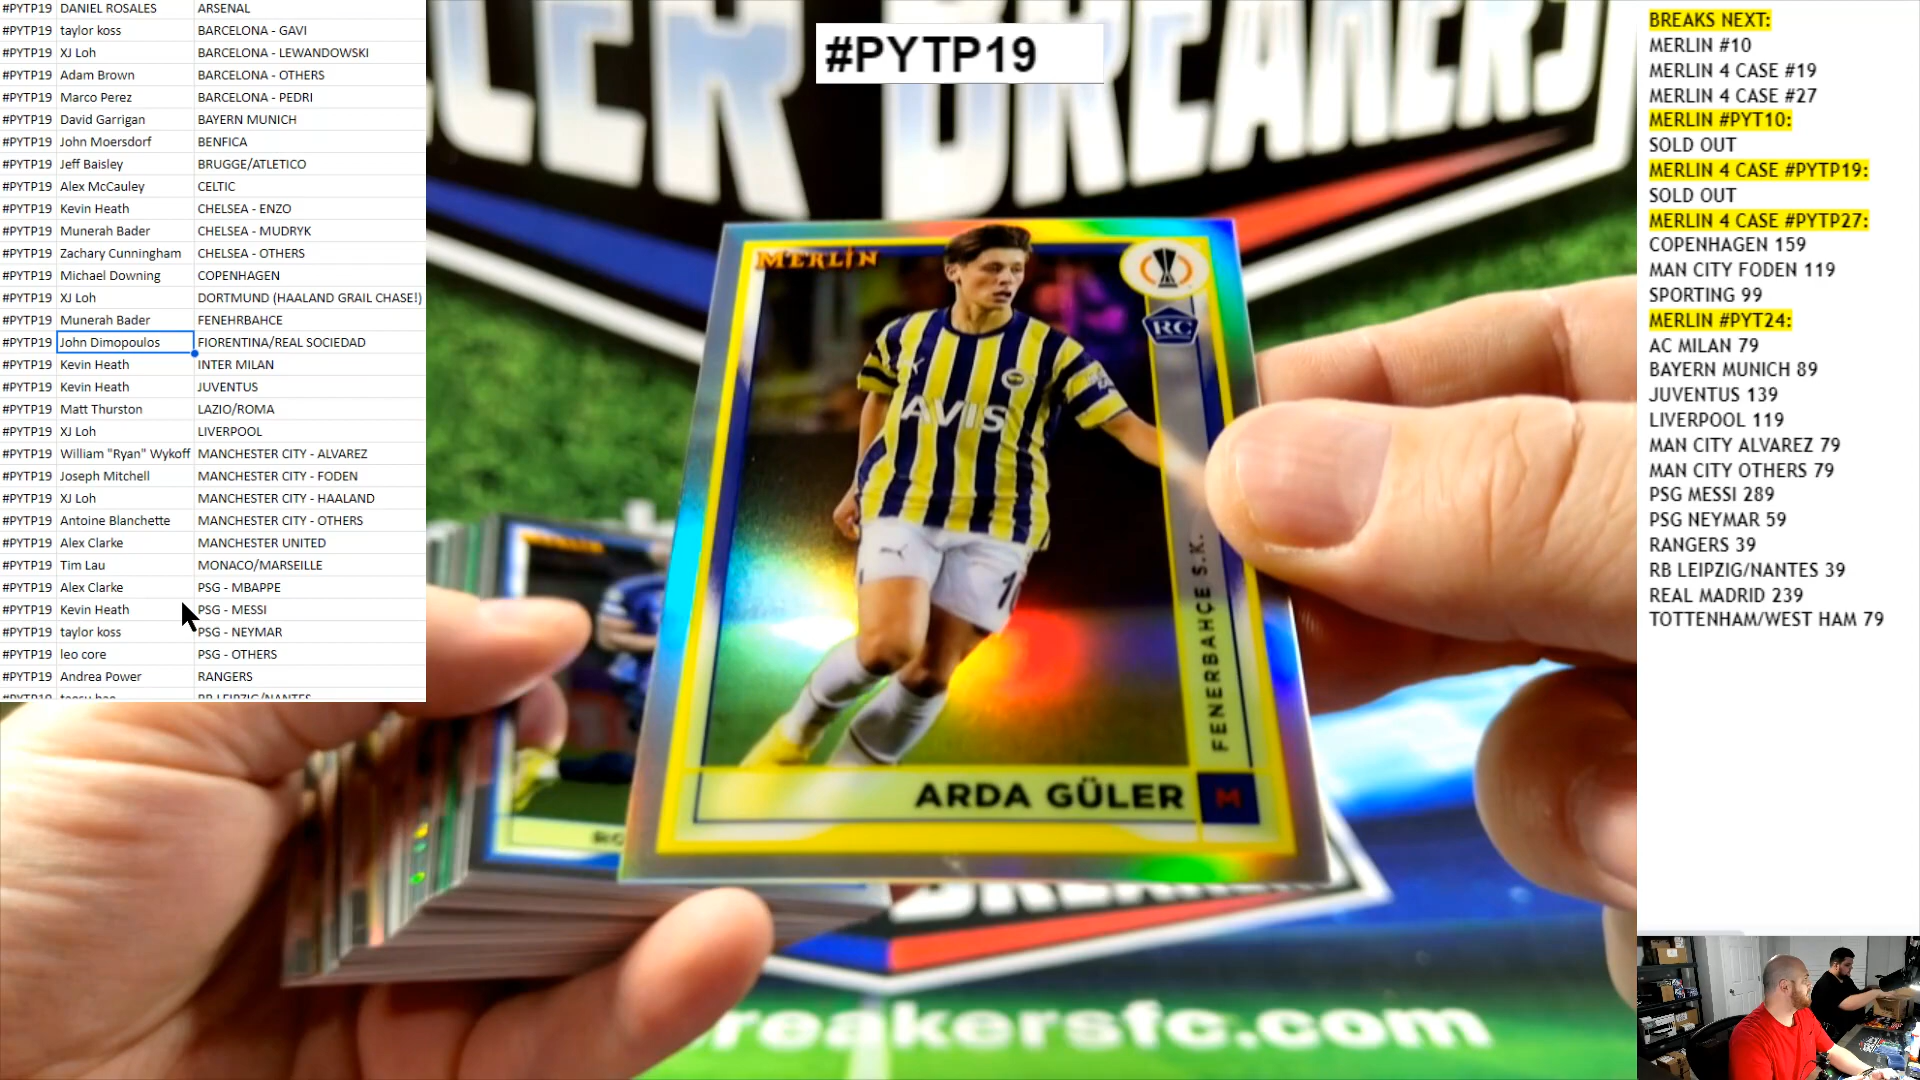 #PYTP19 DANIEL ROSALES ARSENAL
#PYTP19 taylor koss BARCELONA - GAVI
#PYTP19 XJ Loh BARCELONA - LEWANDOWSKI
#PYTP19 Adam Brown BARCELONA - OTHERS
#PYTP19 Marco Perez BARCELONA - PEDRI
#PYTP19 David Garrigan BAYERN MUNICH
#PYTP19 John Moersdorf BENFICA
#PYTP19 Jeff Baisley BRUGGE/ATLETICO
#PYTP19 Alex McCauley CELTIC
#PYTP19 Kevin Heath CHELSEA - ENZO
#PYTP19 Munerah Bader CHELSEA - MUDRYK
#PYTP19 Zachary Cunningham CHELSEA - OTHERS
#PYTP19 Michael Downing COPENHAGEN
#PYTP19 XJ Loh DORTMUND (HAALAND GRAIL CHASE!)
#PYTP19 Munerah Bader FENEHRBAHCE
#PYTP19 John Dimopoulos FIORENTINA/REAL SOCIEDAD
#PYTP19 Kevin Heath INTER MILAN
#PYTP19 Kevin Heath JUVENTUS
#PYTP19 Matt Thurston LAZIO/ROMA
#PYTP19 XJ Loh LIVERPOOL
#PYTP19 William "Ryan" Wykoff MANCHESTER CITY - ALVAREZ
#PYTP19 Joseph Mitchell MANCHESTER CITY - FODEN
#PYTP19 XJ Loh MANCHESTER CITY - HAALAND
#PYTP19 Antoine Blanchette MANCHESTER CITY - OTHERS
#PYTP19 Alex Clarke MANCHESTER UNITED
#PYTP19 Tim Lau MONACO/MARSEILLE
#PYTP19 Alex Clarke PSG - MBAPPE
#PYTP19 Kevin Heath PSG - MESSI
#PYTP19 taylor koss PSG - NEYMAR
#PYTP19 leo core PSG - OTHERS
#PYTP19 Andrea Power RANGERS
#PYTP19
RB LEIPZIG/NANTES
#PYTP19
BREAKERS
MERLIN
RC
AVIS
10
FENERBAHÇE S.K.
ARDA GÜLER
M
breakersfc.com
BREAKS NEXT:
MERLIN #10
MERLIN 4 CASE #19
MERLIN 4 CASE #27
MERLIN #PYT10:
SOLD OUT
MERLIN 4 CASE #PYTP19:
SOLD OUT
MERLIN 4 CASE #PYTP27:
COPENHAGEN 159
MAN CITY FODEN 119
SPORTING 99
MERLIN #PYT24:
AC MILAN 79
BAYERN MUNICH 89
JUVENTUS 139
LIVERPOOL 119
MAN CITY ALVAREZ 79
MAN CITY OTHERS 79
PSG MESSI 289
PSG NEYMAR 59
RANGERS 39
RB LEIPZIG/NANTES 39
REAL MADRID 239
TOTTENHAM/WEST HAM 79